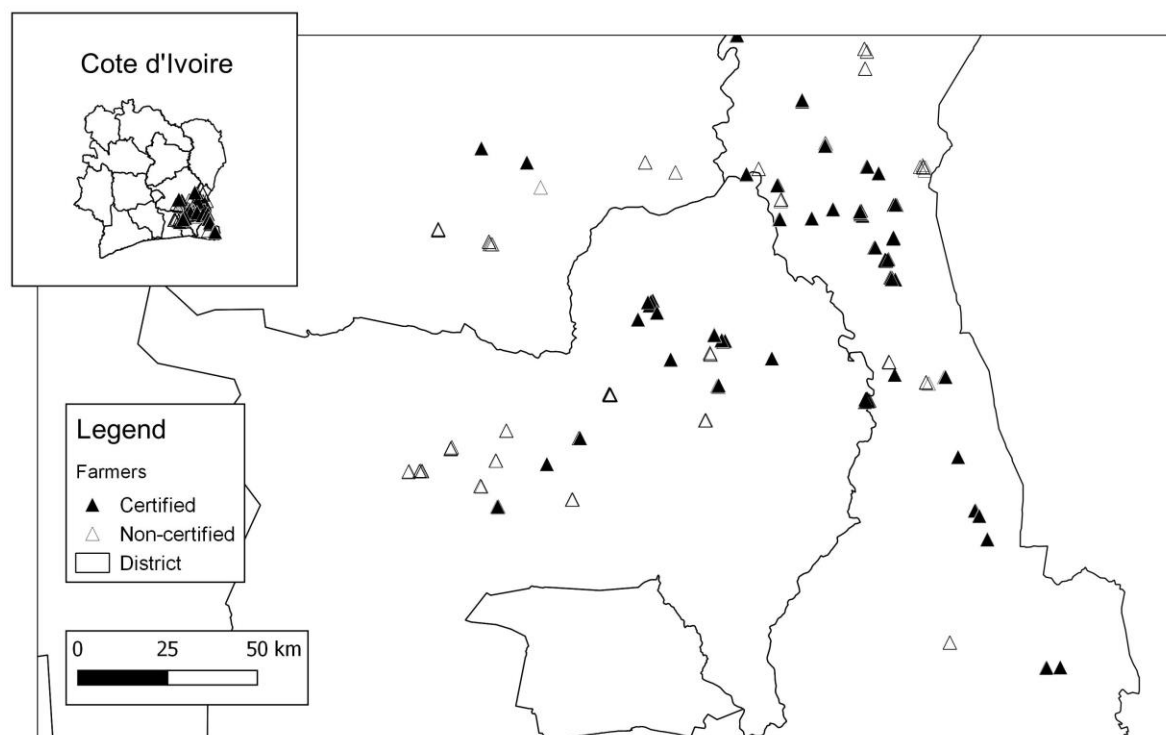 Cote d'Ivoire
Legend
Farmers
Certified
Non-certified
District
0 25 50 km